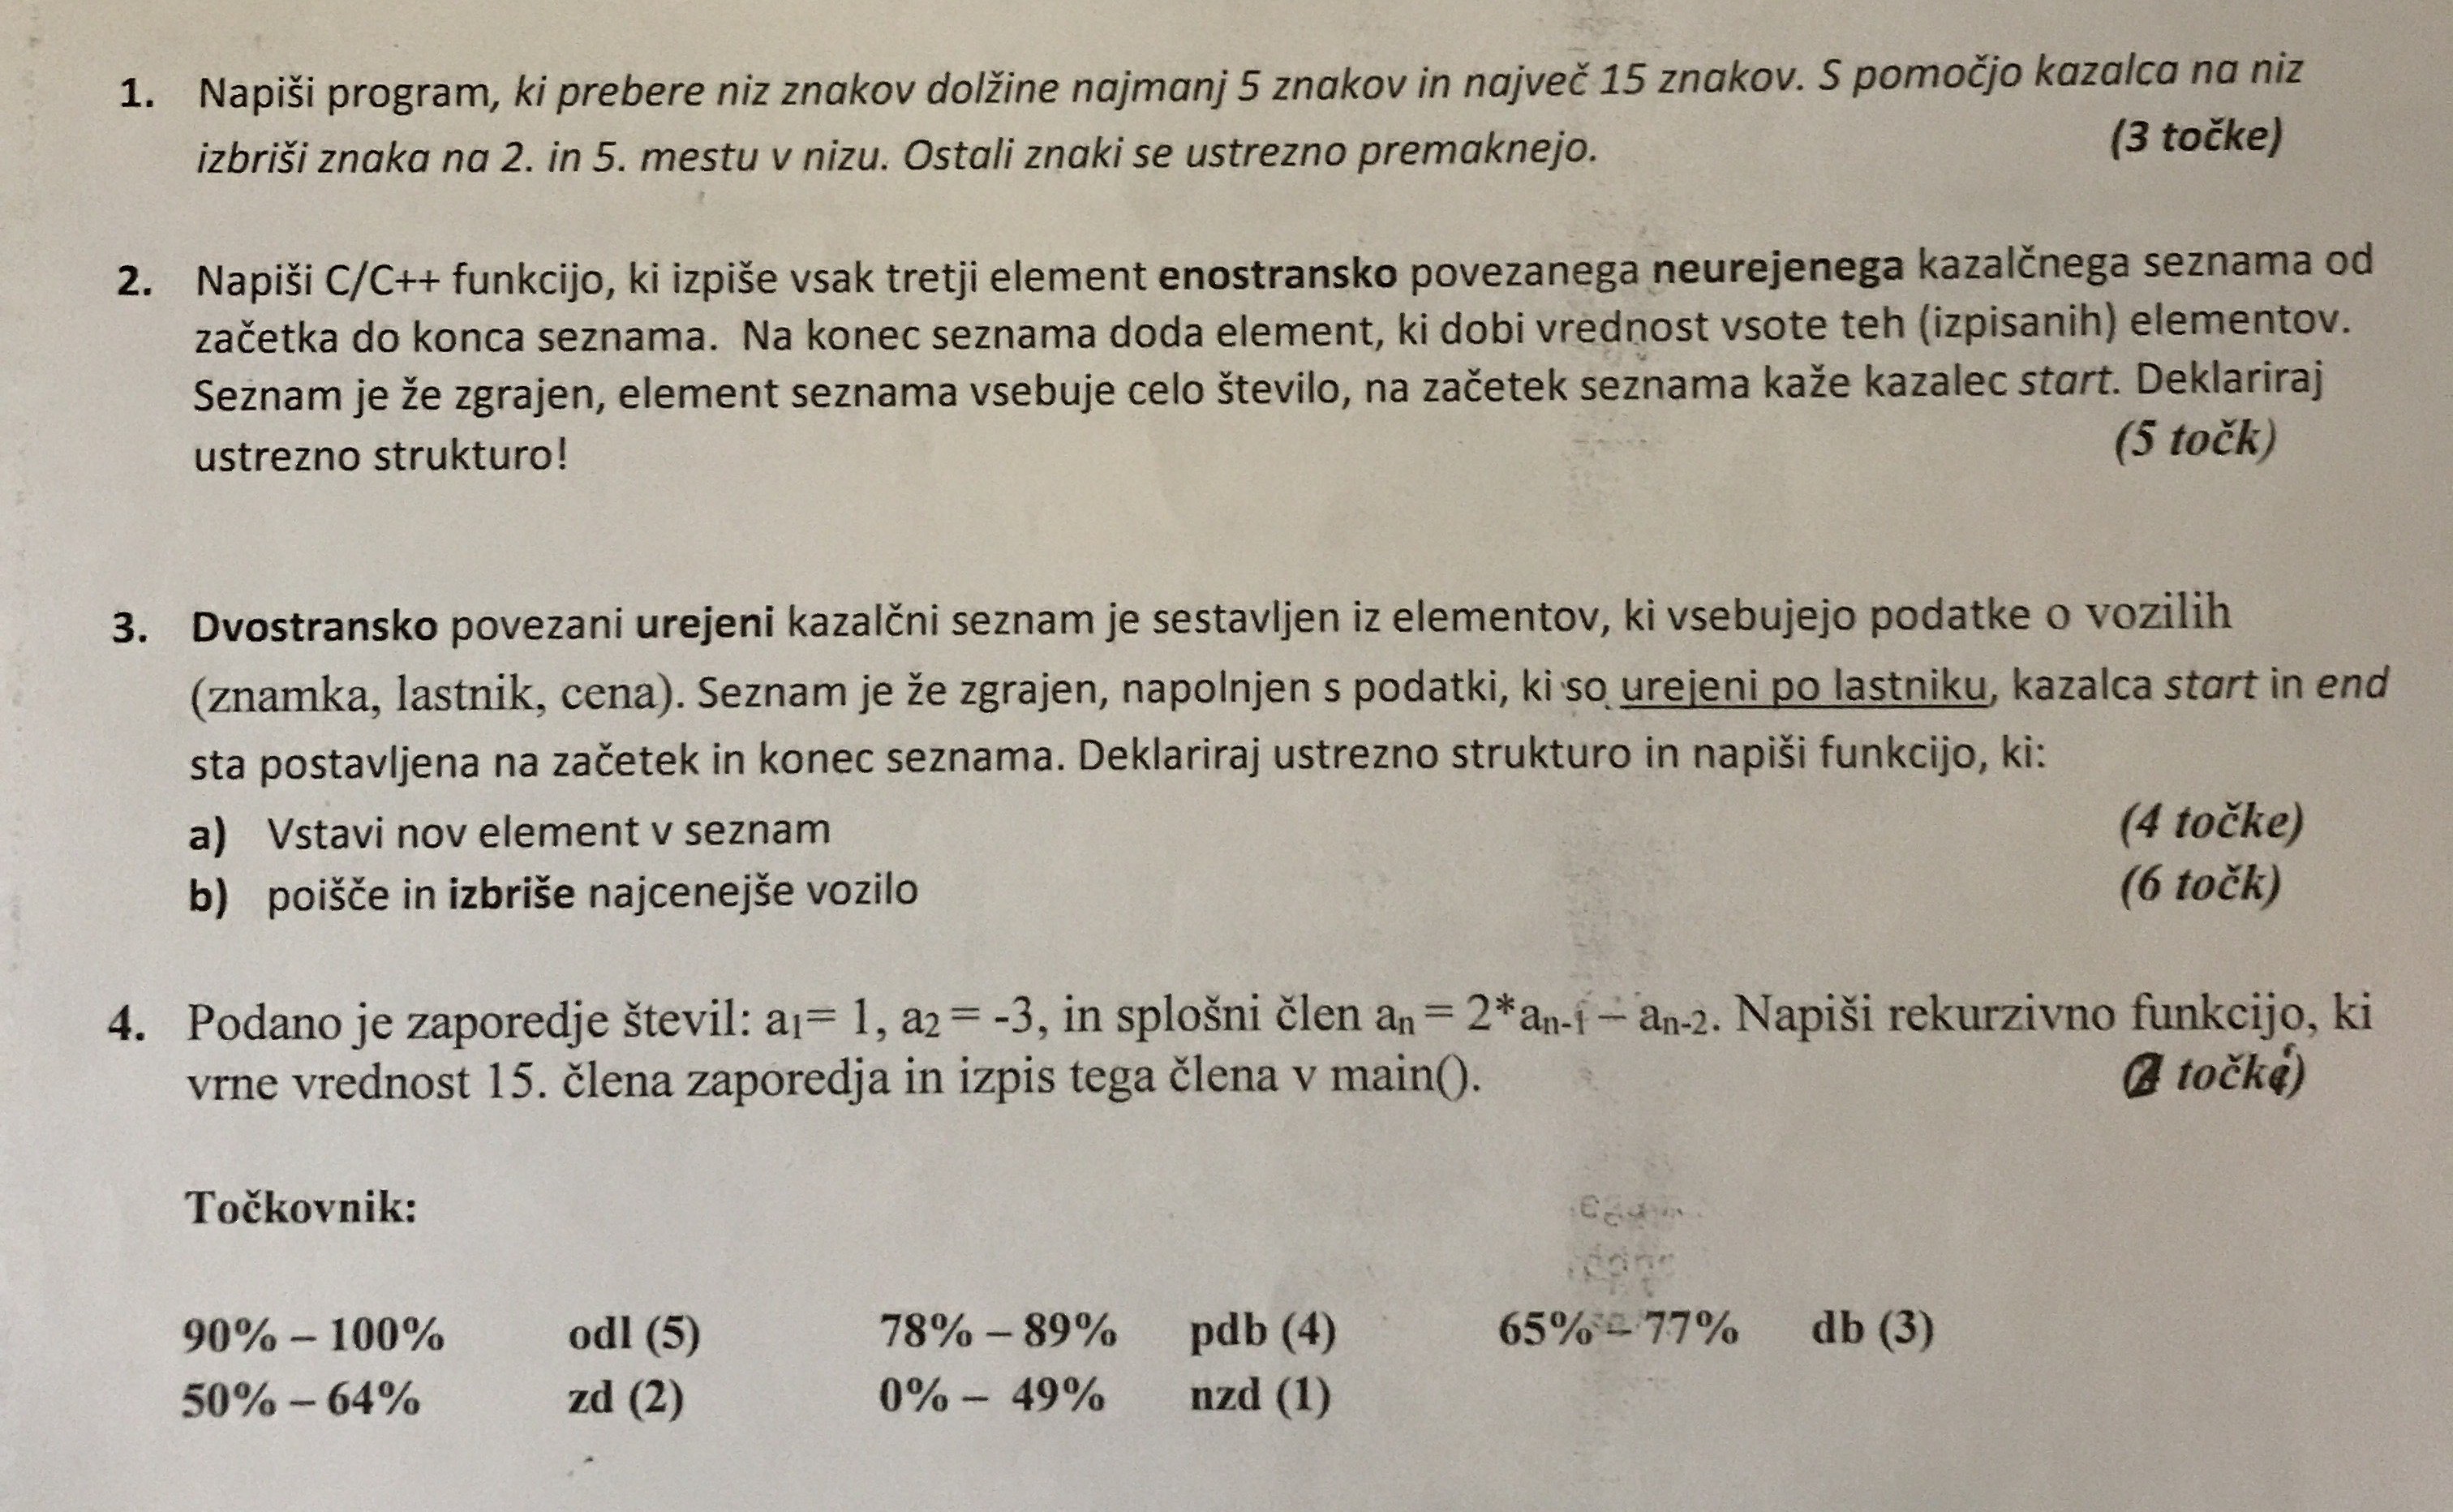 1. Napiši program, ki prebere niz znakov dolžine najmanj 5 znakov in največ 15 znakov. S pomočjo kazalca na niz
izbriši znaka na 2. in 5. mestu v nizu. Ostali znaki se ustrezno premaknejo. (3 točke)
2. Napiši C/C++ funkcijo, ki izpiše vsak tretji element enostransko povezanega neurejenega kazalčnega seznama od
začetka do konca seznama. Na konec seznama doda element, ki dobi vrednost vsote teh (izpisanih) elementov.
Seznam je že zgrajen, element seznama vsebuje celo število, na začetek seznama kaže kazalec start. Deklariraj
ustrezno strukturo! (5 točk)
3. Dvostransko povezani urejeni kazalčni seznam je sestavljen iz elementov, ki vsebujejo podatke o vozilih
(znamka, lastnik, cena). Seznam je že zgrajen, napolnjen s podatki, ki so urejeni po lastniku, kazalca start in end
sta postavljena na začetek in konec seznama. Deklariraj ustrezno strukturo in napiši funkcijo, ki:
a) Vstavi nov element v seznam (4 točke)
b) poišče in izbriše najcenejše vozilo (6 točk)
4. Podano je zaporedje števil: a1= 1, a2 = -3, in splošni člen an = 2*an-1 – an-2. Napiši rekurzivno funkcijo, ki
vrne vrednost 15. člena zaporedja in izpis tega člena v main(). (2 točki)
Točkovnik:
90% – 100% odl (5) 78% – 89% pdb (4) 65% – 77% db (3)
50% – 64% zd (2) 0% – 49% nzd (1)